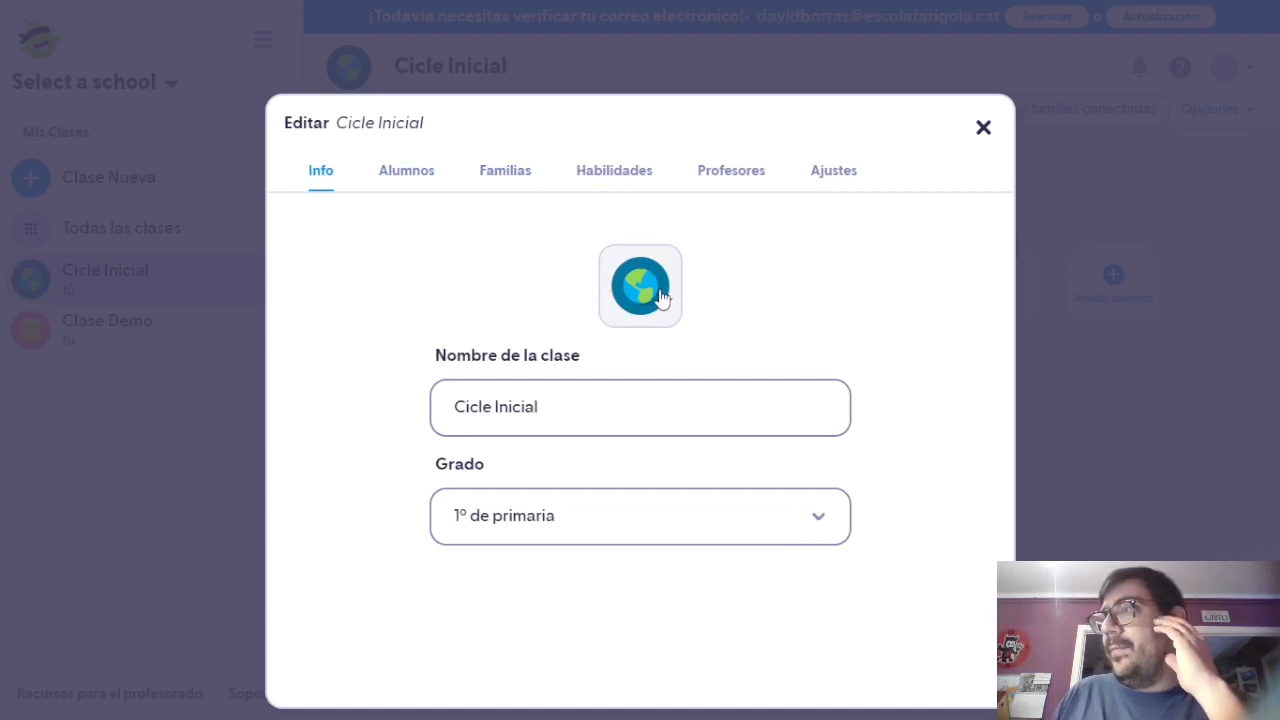 ¡Todavía necesitas verificar tu correo electrónico!· davidborras@escolafarigola.cat Reenviar o Actualización
Select a school
Cicle Inicial
y familias conectadas Opciones
Mis Clases
Clase Nueva
Todas las clases
Cicle Inicial
tú
Clase Demo
tú
Añadir alumnos
Editar Cicle Inicial
Info Alumnos Familias Habilidades Profesores Ajustes
Nombre de la clase
Cicle Inicial
Grado
1º de primaria
Recursos para el profesorado · Sopo